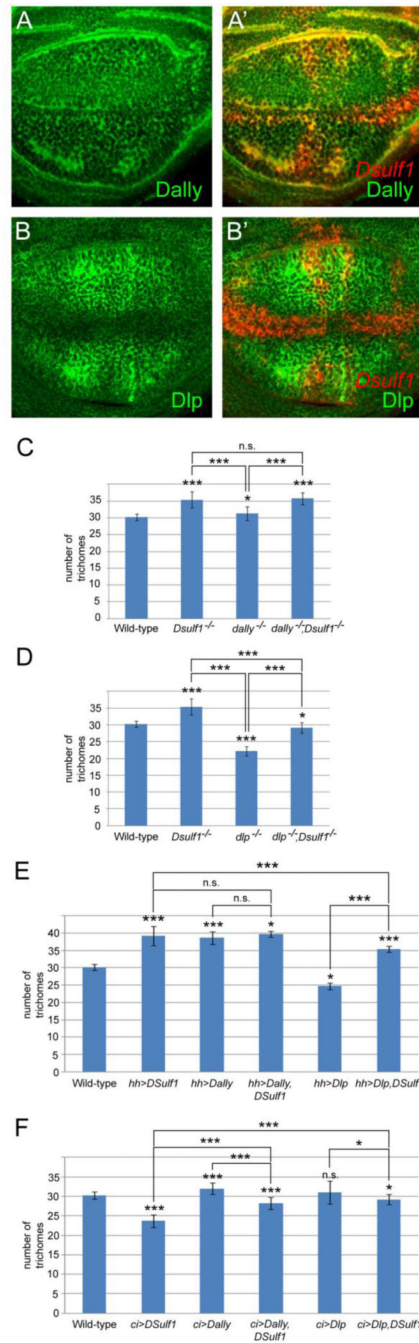 A
A'
Dally
Dsulf1
Dally
B
B'
Dlp
Dsulf1
Dlp
C
n.s.
*** ***
*** * ***
number of
trichomes
35
30
25
20
15
10
5
0
Wild-type Dsulf1-/- dally-/- dally-/-;Dsulf1-/-
D
***
*** ***
*** *** *
number of
trichomes
35
30
25
20
15
10
5
0
Wild-type Dsulf1-/- dlp-/- dlp-/-;Dsulf1-/-
E
***
n.s.
n.s. ***
*** *** * * ***
number of
trichomes
40
35
30
25
20
15
10
5
0
Wild-type hh>DSulf1 hh>Dally hh>Dally,
DSulf1 hh>Dlp hh>Dlp,DSulf
F
***
***
*** *
*** *** *** n.s. *
number of
trichomes
35
30
25
20
15
10
5
0
Wild-type ci>DSulf1 ci>Dally ci>Dally,
DSulf1 ci>Dlp ci>Dlp,DSulf